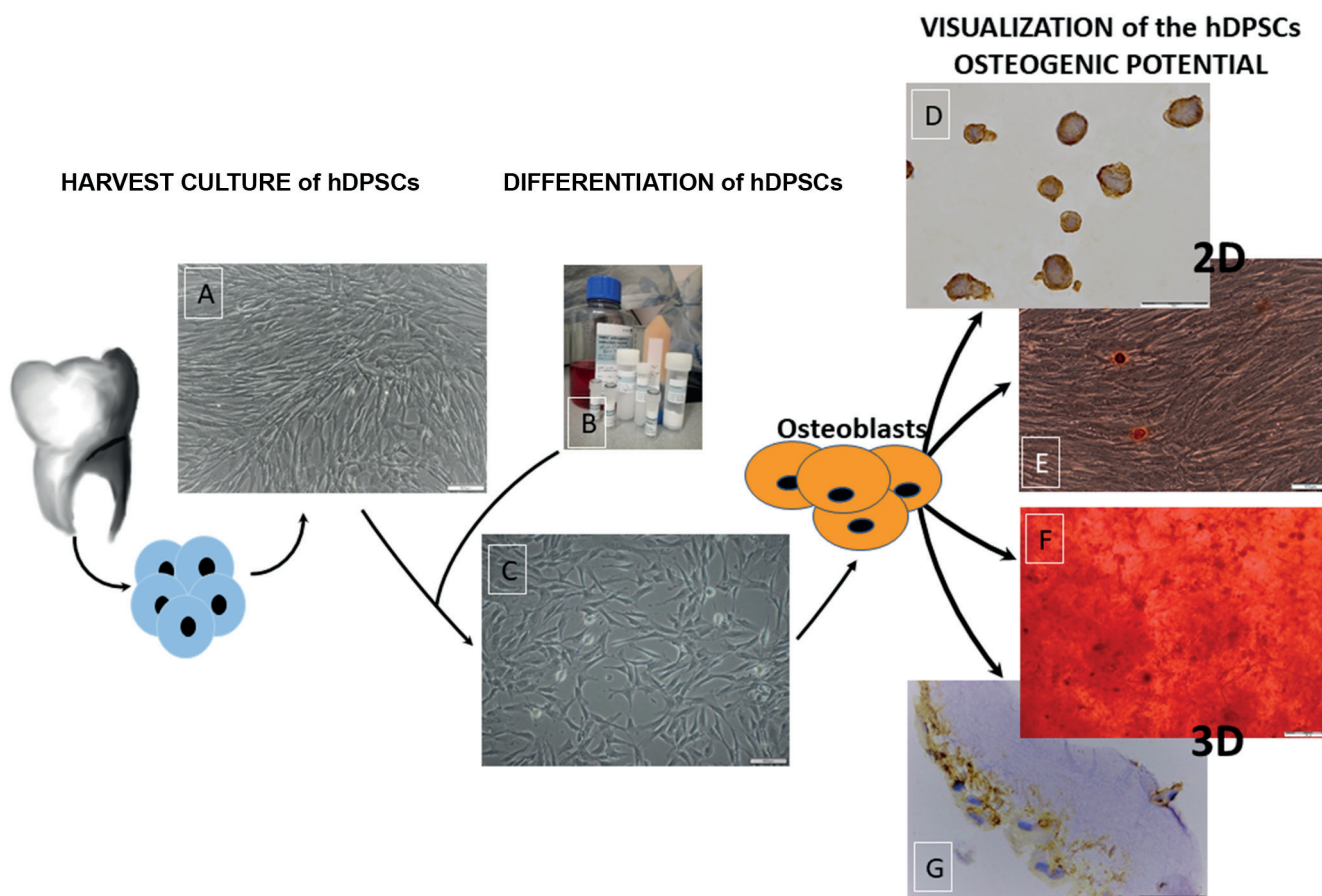 VISUALIZATION of the hDPSCs
OSTEOGENIC POTENTIAL
HARVEST CULTURE of hDPSCs
DIFFERENTIATION of hDPSCs
A
B
C
Osteoblasts
D
2D
E
F
3D
G